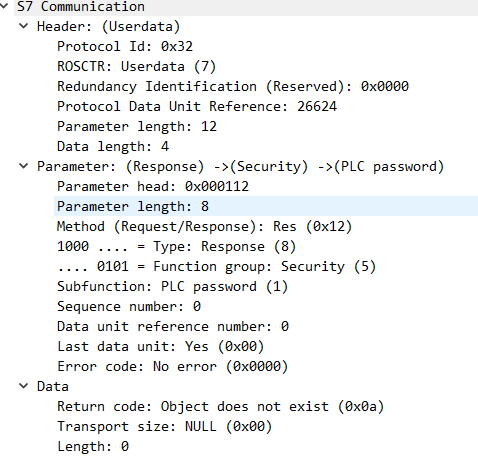 S7 Communication
Header: (Userdata)
Protocol Id: 0x32
ROSCTR: Userdata (7)
Redundancy Identification (Reserved): 0x0000
Protocol Data Unit Reference: 26624
Parameter length: 12
Data length: 4
Parameter: (Response) ->(Security) ->(PLC password)
Parameter head: 0x000112
Parameter length: 8
Method (Request/Response): Res (0x12)
1000 .... = Type: Response (8)
.... 0101 = Function group: Security (5)
Subfunction: PLC password (1)
Sequence number: 0
Data unit reference number: 0
Last data unit: Yes (0x00)
Error code: No error (0x0000)
Data
Return code: Object does not exist (0x0a)
Transport size: NULL (0x00)
Length: 0